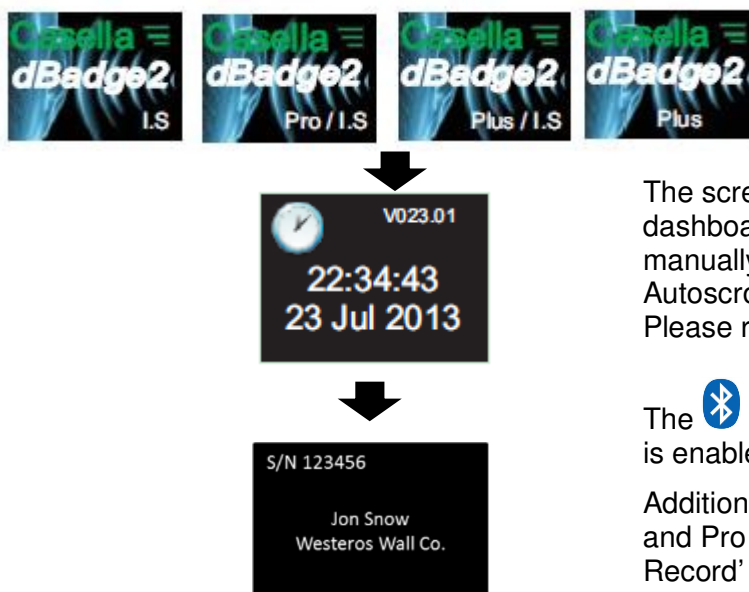 Casella
dBadge2
I.S
Casella
dBadge2
Pro / I.S
Casella
dBadge2
Plus / I.S
Casella
dBadge2
Plus
V023.01
22:34:43
23 Jul 2013
S/N 123456
Jon Snow
Westeros Wall Co.
The scre
dashboa
manually
Autoscro
Please r
The
is enable
Addition
and Pro
Record’